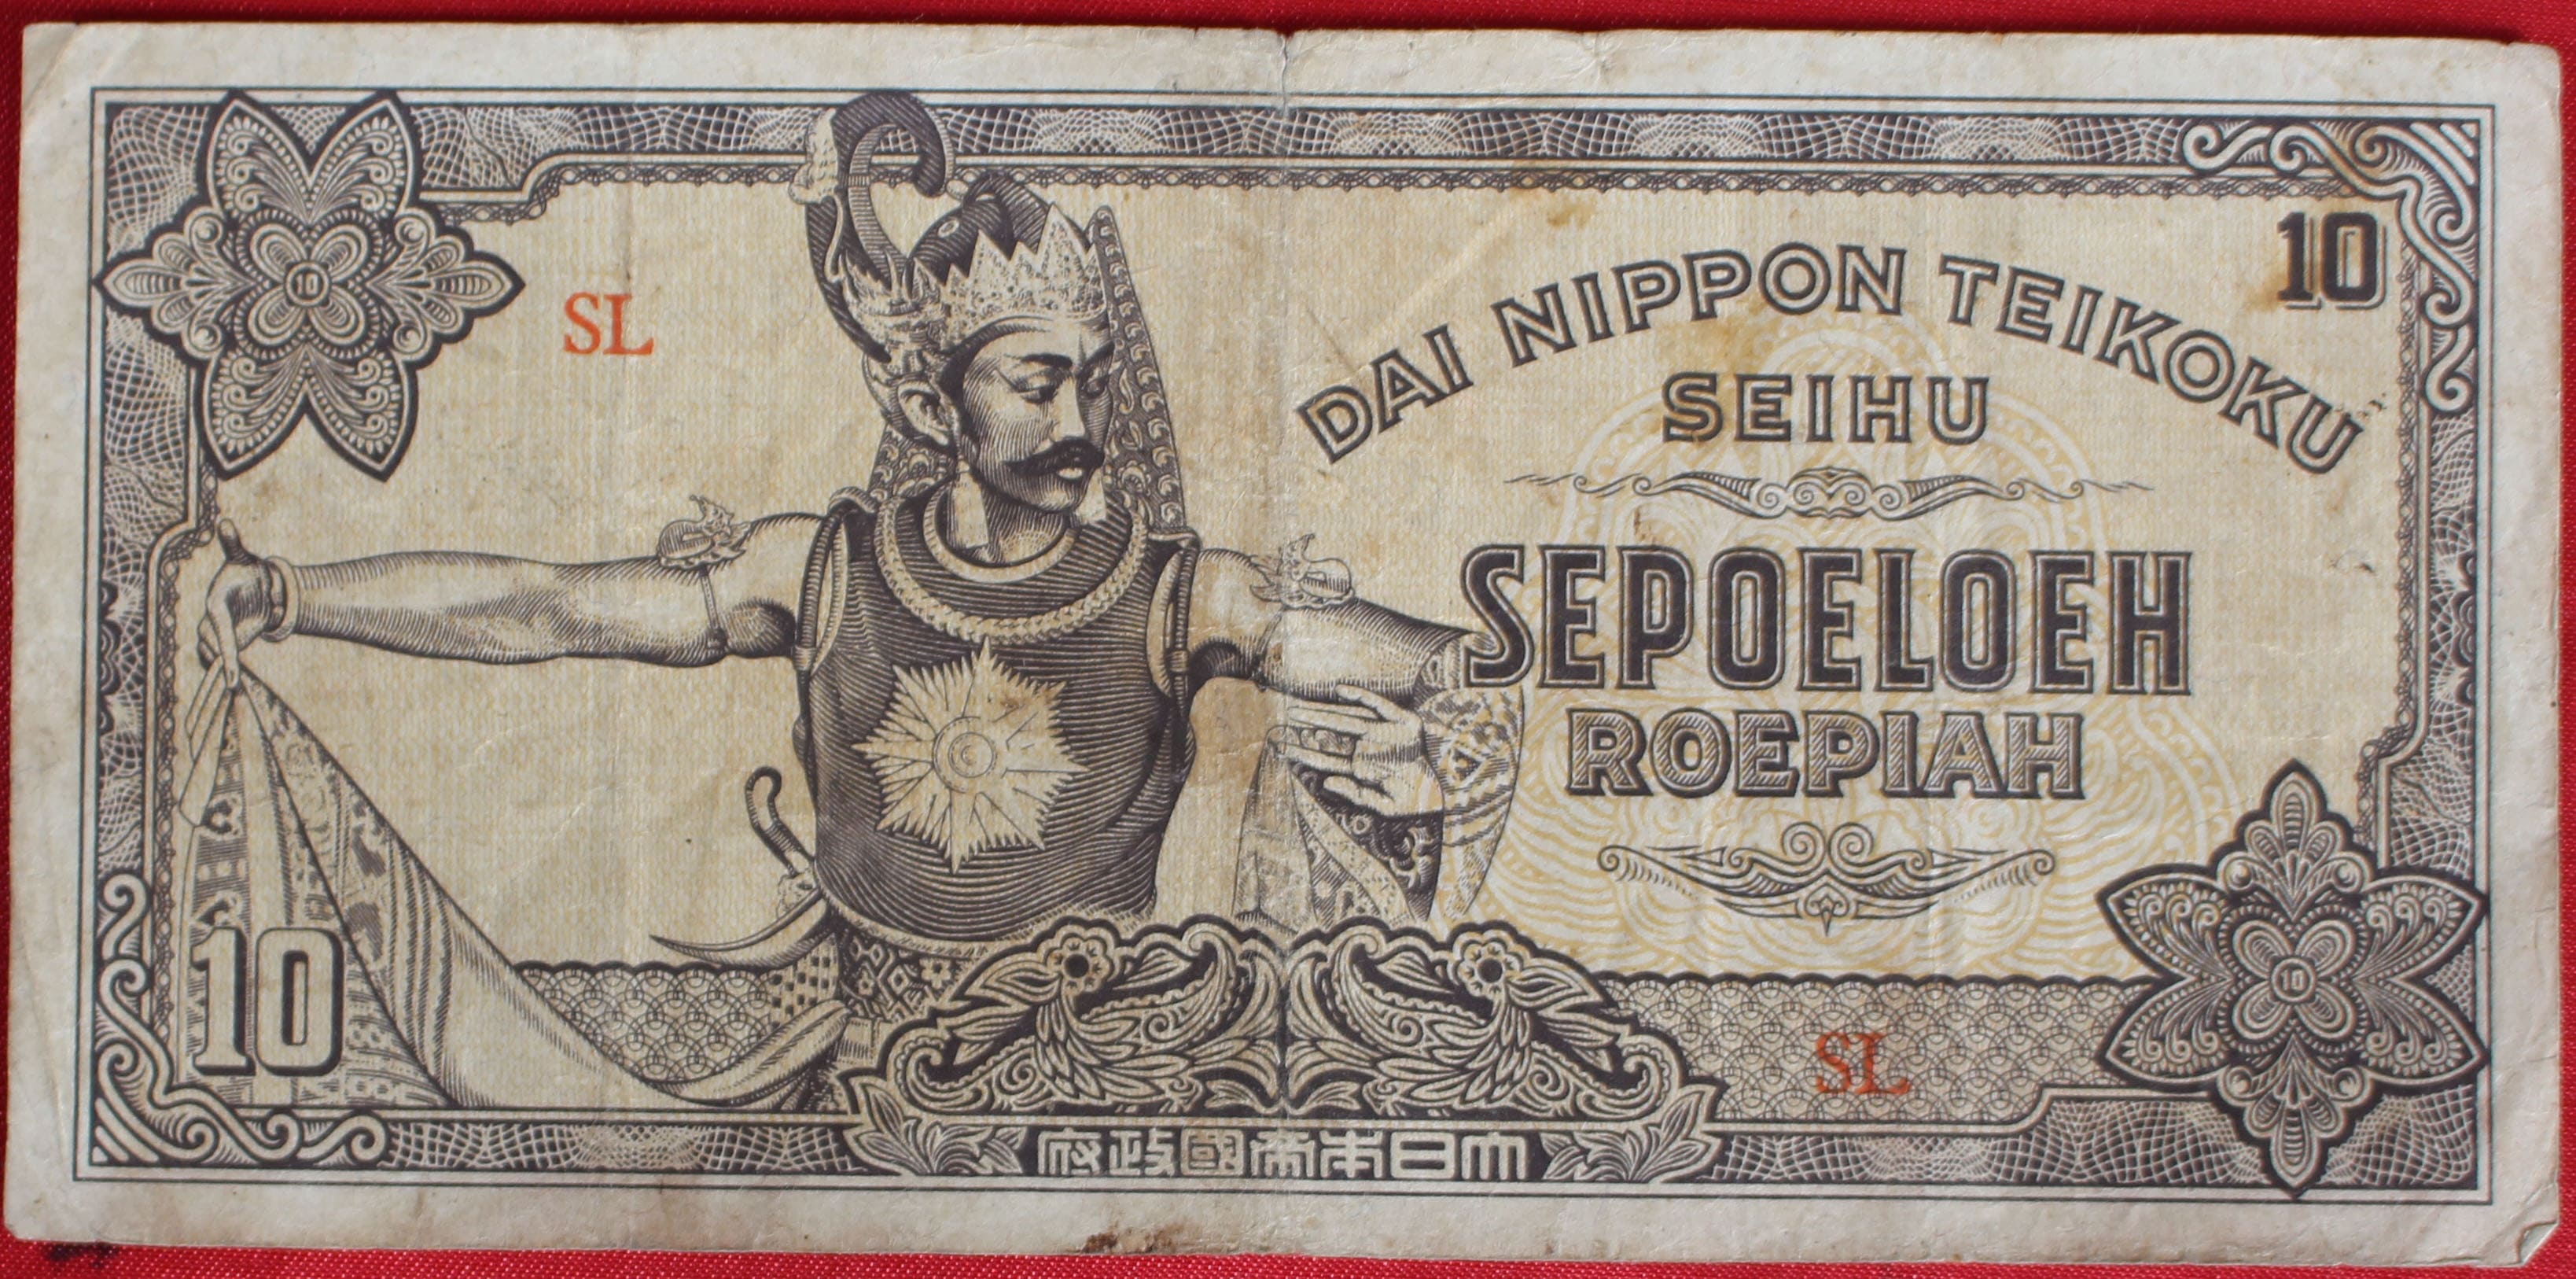 10
SL
10
DAI NIPPON TEIKOKU
SEIHU
SEPOELOEH
ROEPIAH
10
10
SL
府政國帝本日大